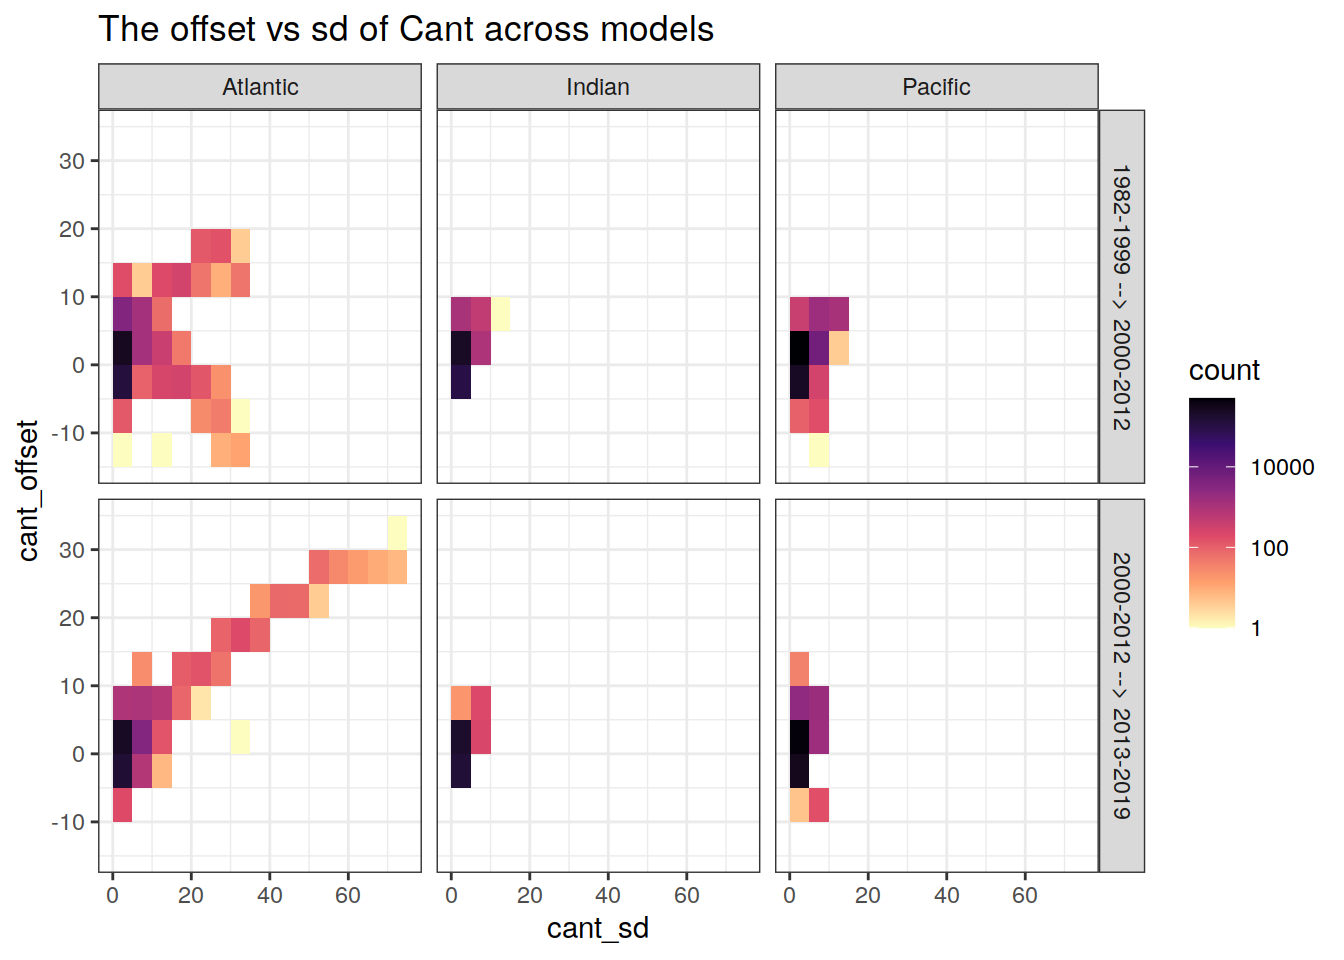 The offset vs sd of Cant across models
Atlantic
Indian
Pacific
30
20
10
0
-10
1982-1999 --> 2000-2012
30
20
10
0
-10
2000-2012 --> 2013-2019
cant_offset
0 20 40 60
0 20 40 60
0 20 40 60
cant_sd
count
10000
100
1